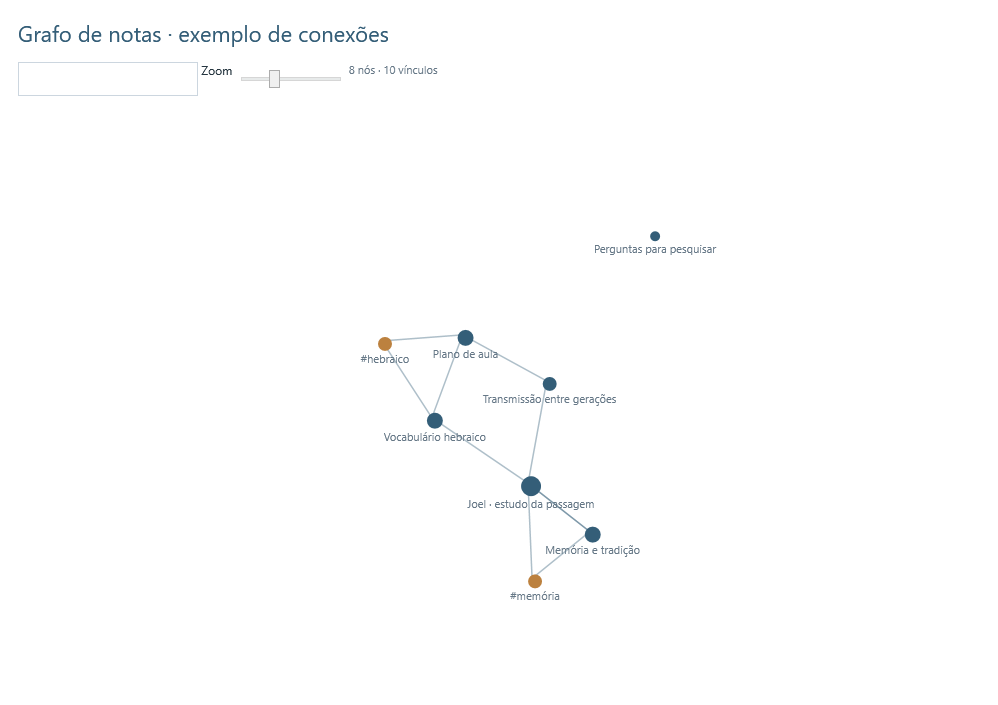 Grafo de notas · exemplo de conexões
Zoom
8 nós · 10 vínculos
Perguntas para pesquisar
#hebraico
Plano de aula
Transmissão entre gerações
Vocabulário hebraico
Joel · estudo da passagem
Memória e tradição
#memória